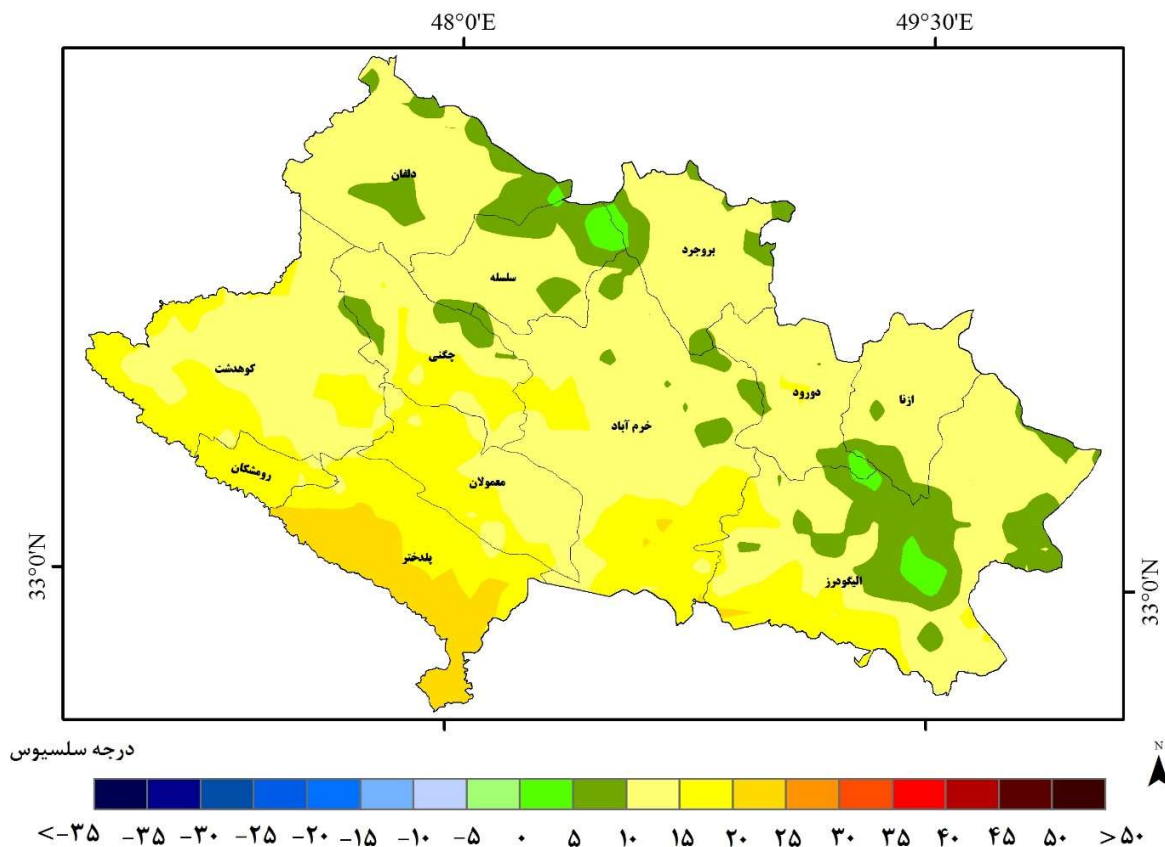 48°0'E 49°30'E
دلفان
بروجرد
سلسله
چگنی
کوهدشت
ازنا
دورود
خرم آباد
رومشگان
معمولان
پلدختر
الیگودرز
33°0'N
33°0'N
درجه سلسیوس
N
<-۳۵ -۳۵ -۳۰ -۲۵ -۲۰ -۱۵ -۱۰ -۵ ۰ ۵ ۱۰ ۱۵ ۲۰ ۲۵ ۳۰ ۳۵ ۴۰ ۴۵ ۵۰ >۵۰